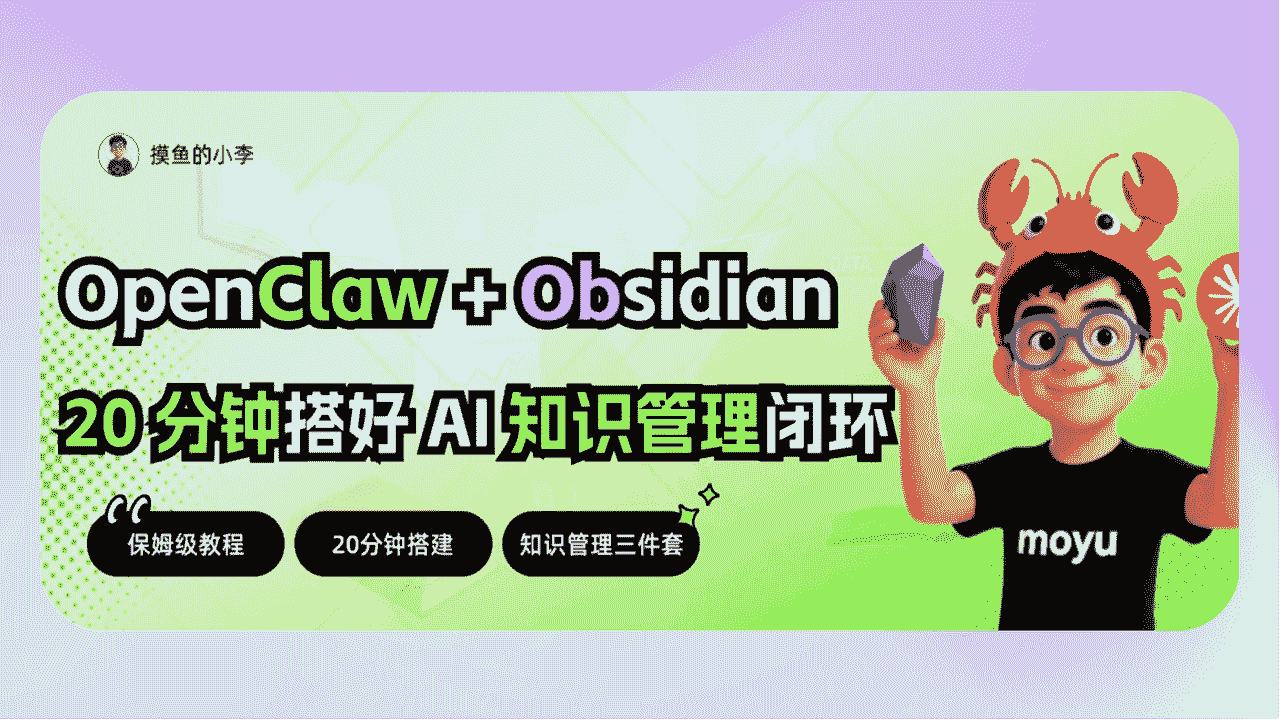 摸鱼的小李
OpenClaw + Obsidian
20 分钟搭好 AI 知识管理闭环
保姆级教程
20分钟搭建
知识管理三件套
moyu